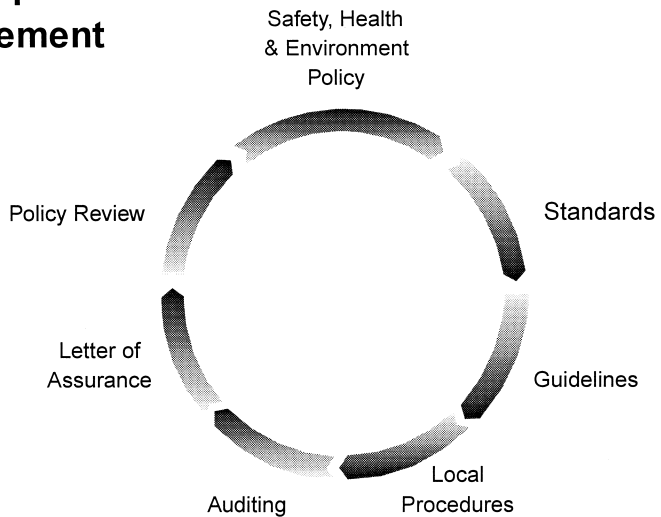 ement
Safety, Health
& Environment
Policy
Standards
Guidelines
Local
Procedures
Auditing
Letter of
Assurance
Policy Review